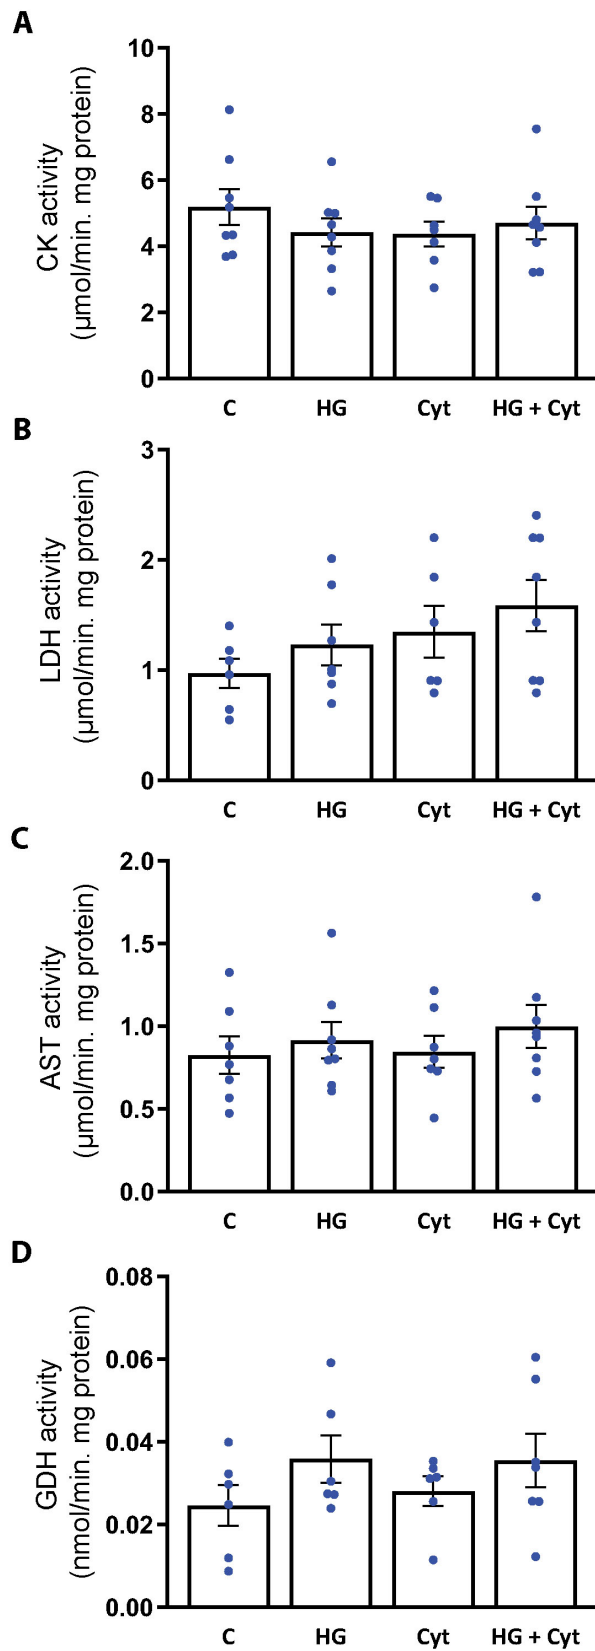 A
CK activity
(μmol/min. mg protein)
10
8
6
4
2
0
C HG Cyt HG + Cyt
B
LDH activity
(μmol/min. mg protein)
3
2
1
0
C HG Cyt HG + Cyt
C
AST activity
(μmol/min. mg protein)
2.0
1.5
1.0
0.5
0.0
C HG Cyt HG + Cyt
D
GDH activity
(nmol/min. mg protein)
0.08
0.06
0.04
0.02
0.00
C HG Cyt HG + Cyt